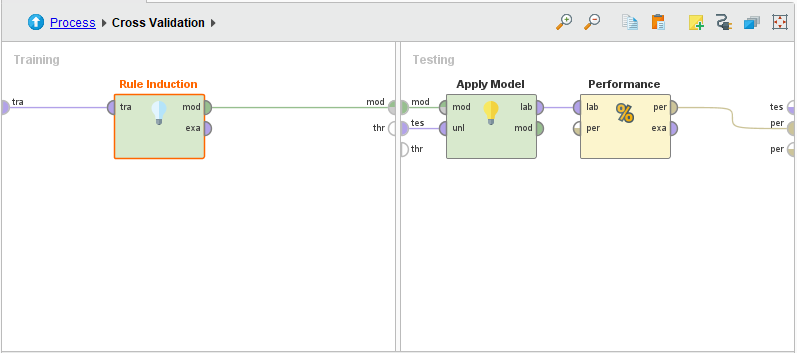 Process Cross Validation
Training
Testing
Rule Induction
Apply Model
Performance
tra
tra
mod
exa
mod
thr
mod
tes
thr
mod
unl
lab
mod
lab
per
per
exa
tes
per
per
%